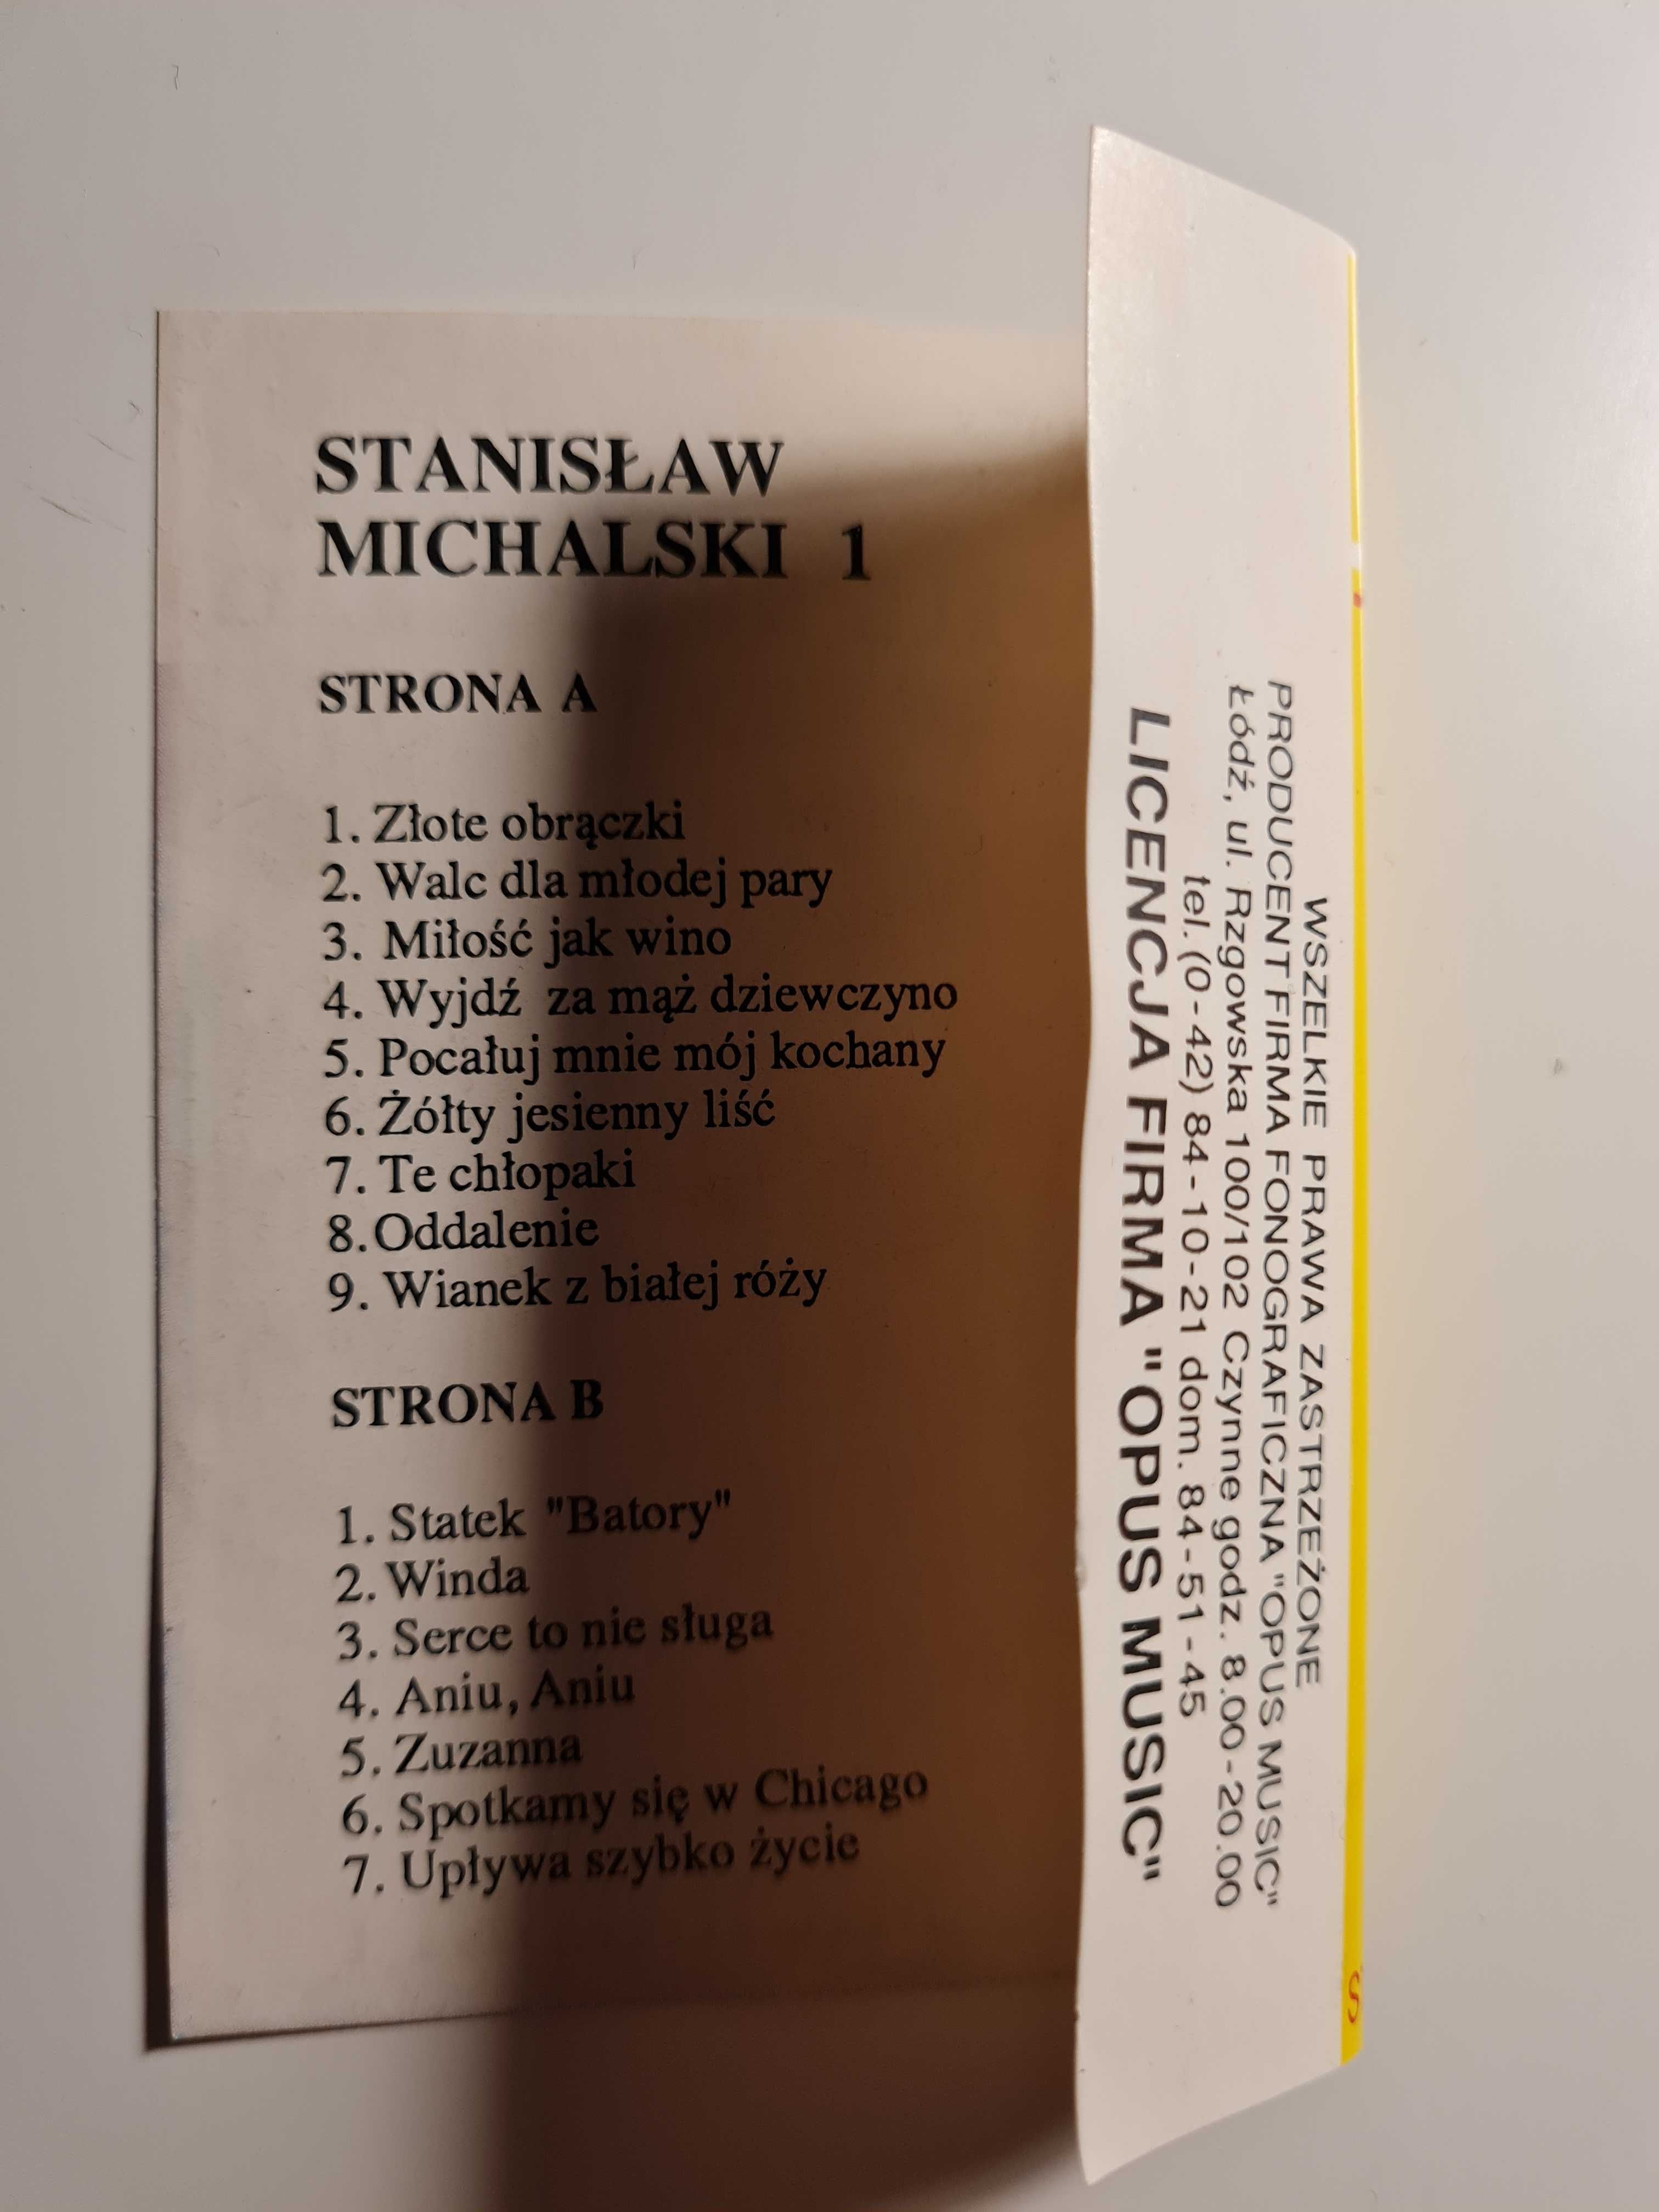 STANISŁAW
MICHALSKI 1
STRONA A
1. Złote obrączki
2. Walc dla młodej pary
3. Miłość jak wino
4. Wyjdź za mąż dziewczyno
5. Pocałuj mnie mój kochany
6. Żółty jesienny liść
7. Te chłopaki
8. Oddalenie
9. Wianek z białej róży
STRONA B
1. Statek "Batory"
2. Winda
3. Serce to nie sługa
4. Aniu, Aniu
5. Zuzanna
6. Spotkamy się w Chicago
7. Upływa szybko życie
WSZELKIE PRAWA ZASTRZEŻONE
PRODUCENT FIRMA FONOGRAFICZNA "OPUS MUSIC"
Łódź, ul. Rzgowska 100/102 Czynne godz. 8.00-20.00
tel. (0-42) 84-10-21 dom. 84-51-45
LICENCJA FIRMA "OPUS MUSIC"